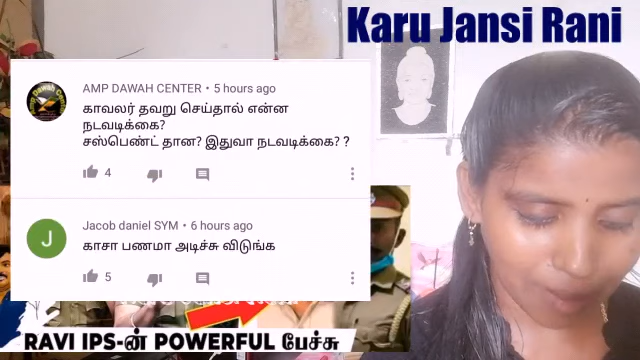 Karu Jansi Rani
AMP DAWAH CENTER • 5 hours ago
காவலர் தவறு செய்தால் என்ன
நடவடிக்கை?
சஸ்பெண்ட் தான? இதுவா நடவடிக்கை? ?
4
J
Jacob daniel SYM • 6 hours ago
காசா பணமா அடிச்சு விடுங்க
5
RAVI IPS-ன் POWERFUL பேச்சு